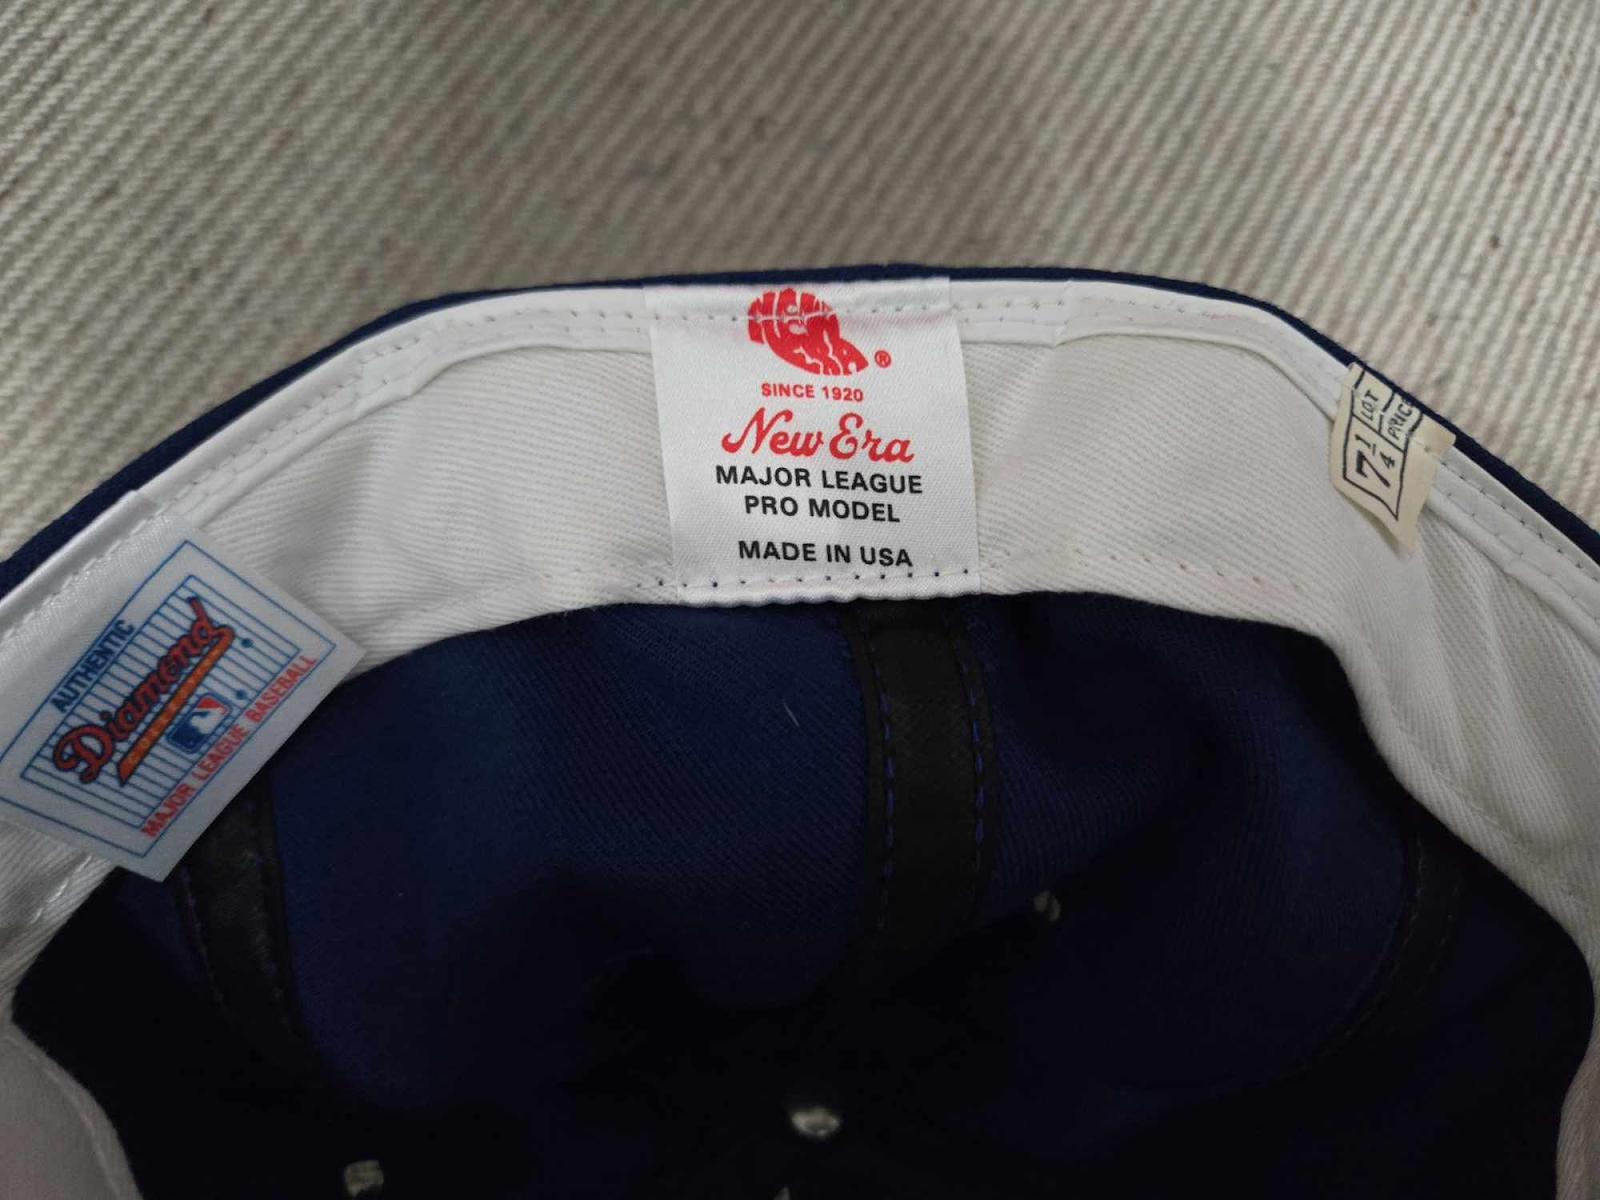 ®
SINCE 1920
New Era
MAJOR LEAGUE
PRO MODEL
MADE IN USA
AUTHENTIC
Diamond
MAJOR LEAGUE BASEBALL
LOT
PRICE
7 1/4